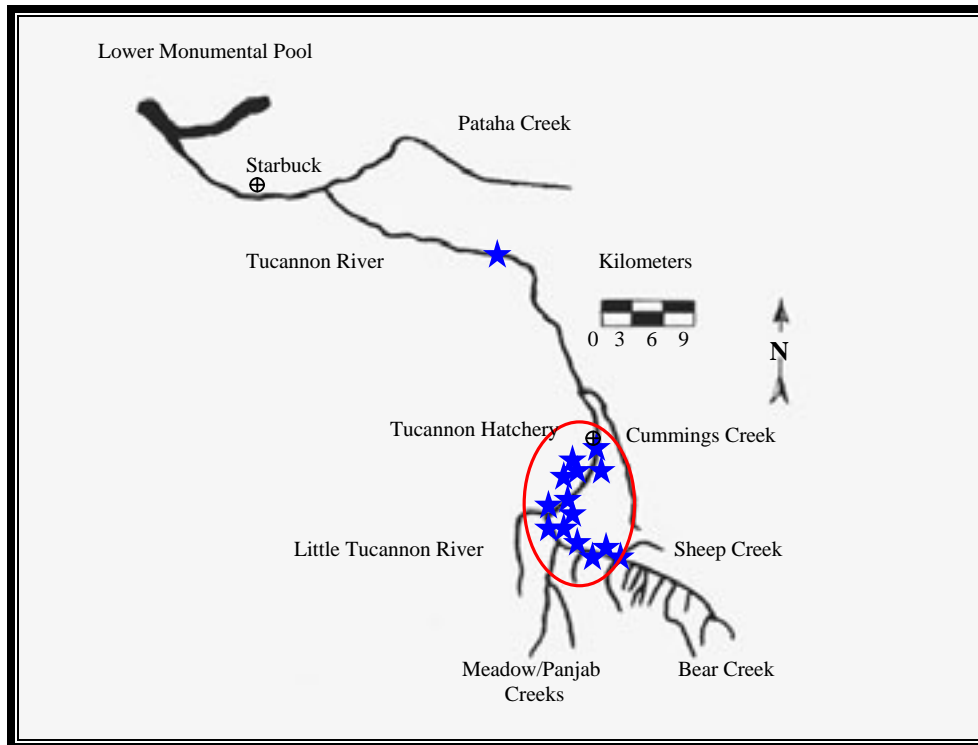 Lower Monumental Pool
Pataha Creek
Starbuck
Tucannon River
Kilometers
0 3 6 9
N
Tucannon Hatchery
Cummings Creek
Little Tucannon River
Sheep Creek
Meadow/Panjab
Creeks
Bear Creek